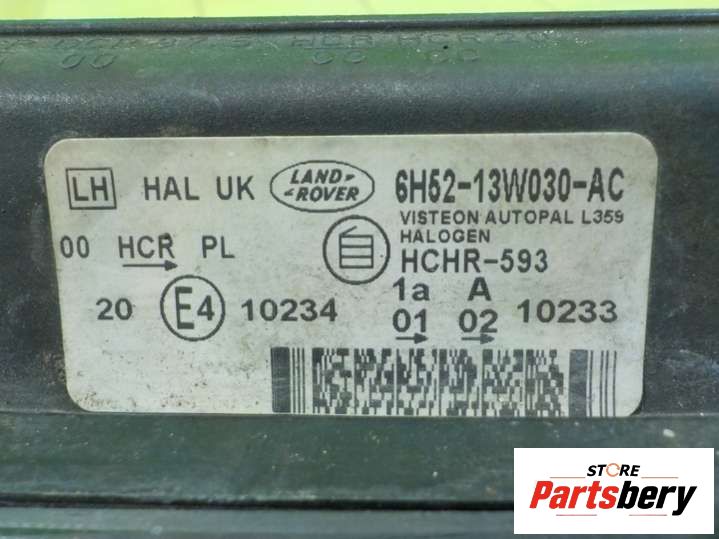 LH HAL UK LAND ROVER 6H52-13W030-AC
VISTEON AUTOPAL L359
HALOGEN
00 HCR PL HCHR-593
1a A
20 E4 10234 01 02 10233
STORE
Partsbery